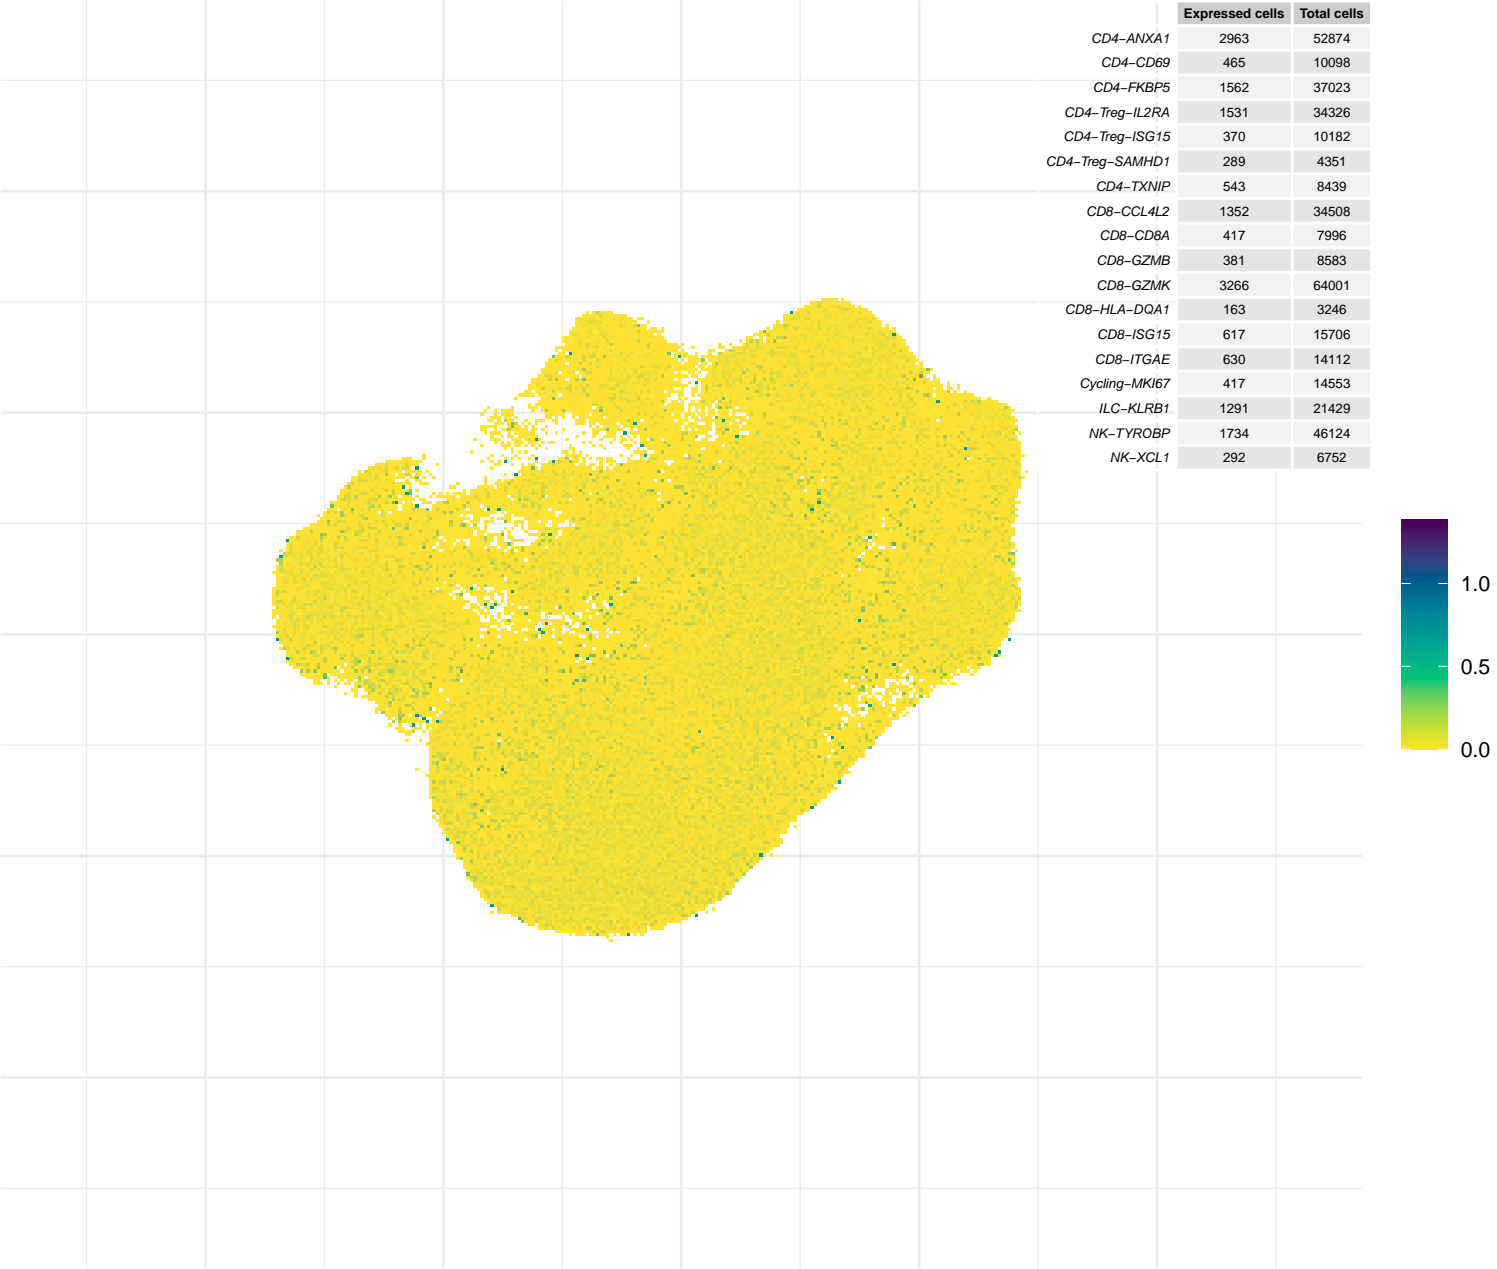 Expressed cells Total cells
CD4−ANXA1 2963 52874
CD4−CD69 465 10098
CD4−FKBP5 1562 37023
CD4−Treg−IL2RA 1531 34326
CD4−Treg−ISG15 370 10182
CD4−Treg−SAMHD1 289 4351
CD4−TXNIP 543 8439
CD8−CCL4L2 1352 34508
CD8−CD8A 417 7996
CD8−GZMB 381 8583
CD8−GZMK 3266 64001
CD8−HLA−DQA1 163 3246
CD8−ISG15 617 15706
CD8−ITGAE 630 14112
Cycling−MKI67 417 14553
ILC−KLRB1 1291 21429
NK−TYROBP 1734 46124
NK−XCL1 292 6752
1.0
0.5
0.0